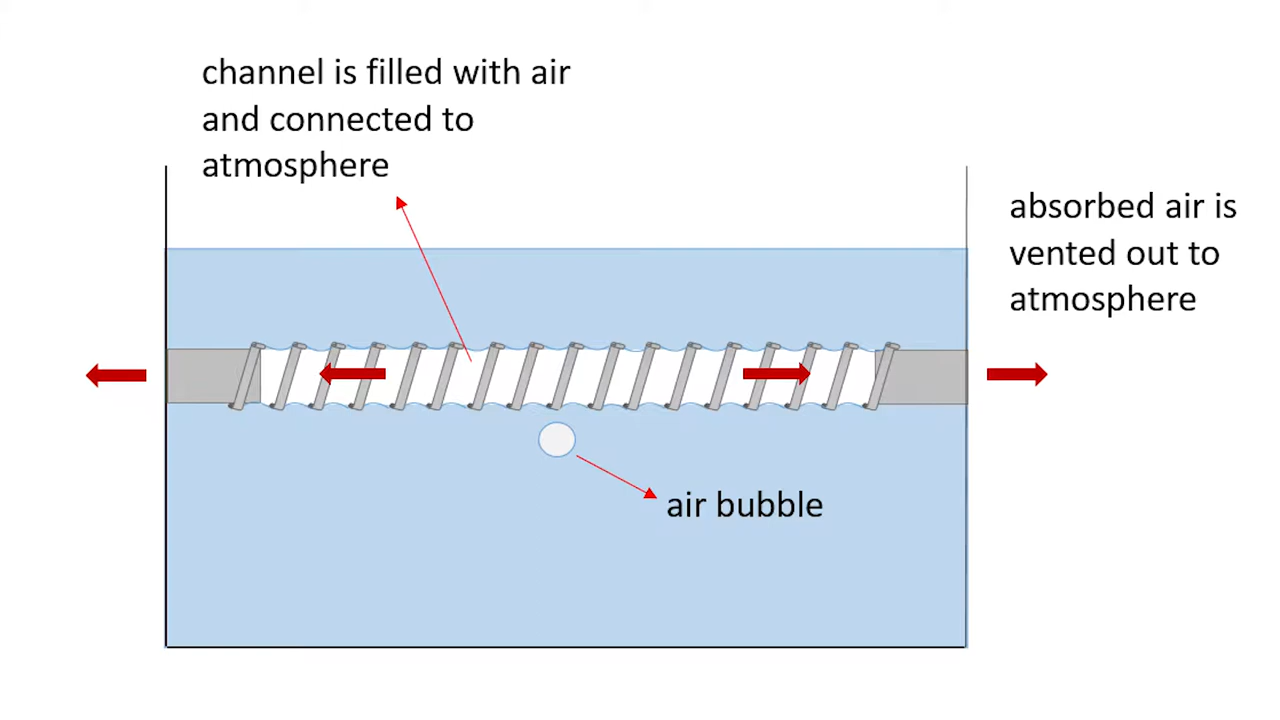 channel is filled with air
and connected to
atmosphere
absorbed air is
vented out to
atmosphere
air bubble